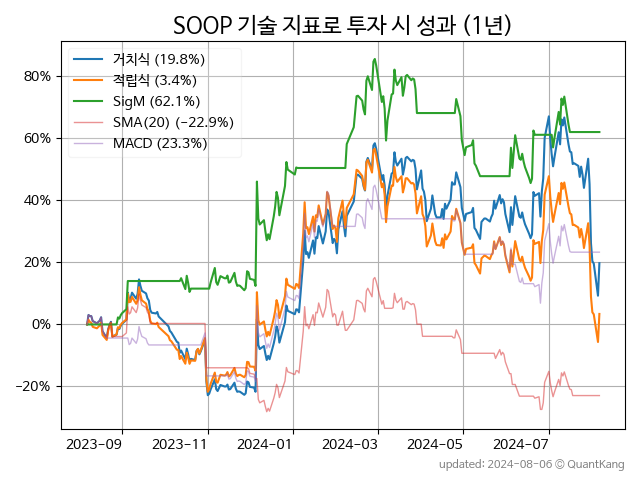 SOOP 기술 지표로 투자 시 성과 (1년)
거치식 (19.8%)
적립식 (3.4%)
SigM (62.1%)
SMA(20) (−22.9%)
MACD (23.3%)
80%
60%
40%
20%
0%
−20%
2023-09 2023-11 2024-01 2024-03 2024-05 2024-07
updated: 2024-08-06 © QuantKang